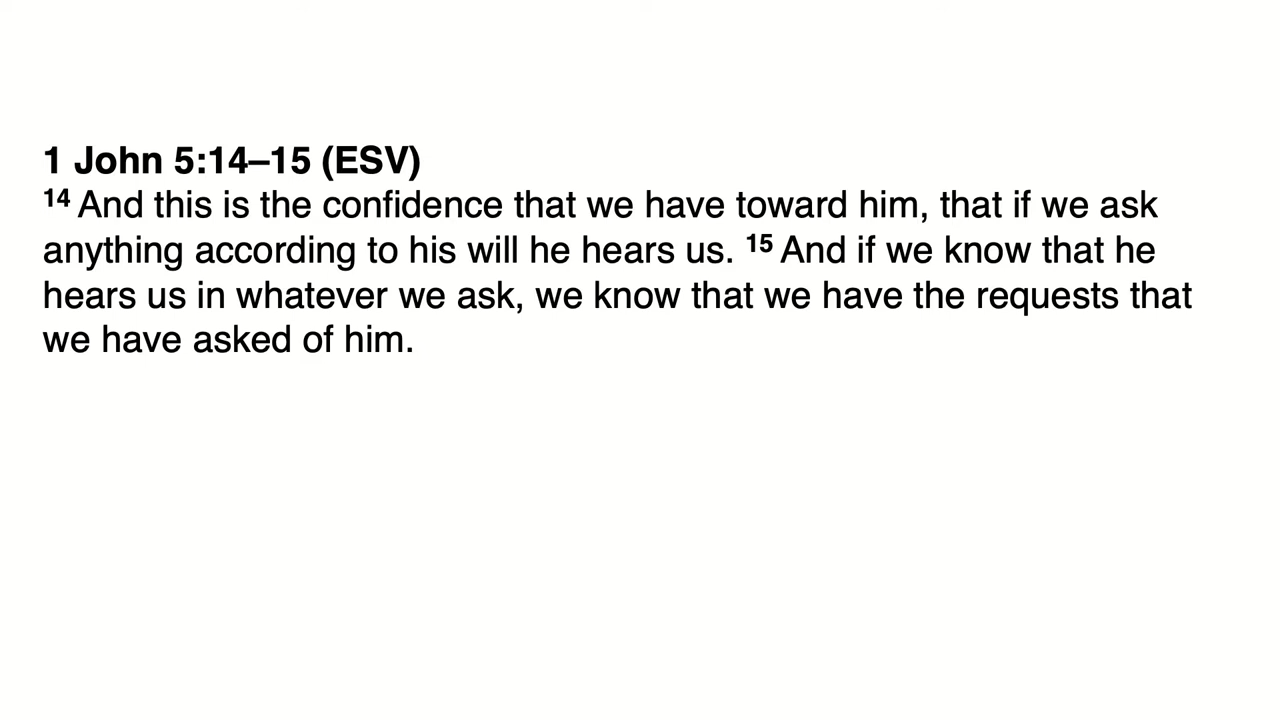 1 John 5:14–15 (ESV)
¹⁴ And this is the confidence that we have toward him, that if we ask
anything according to his will he hears us. ¹⁵ And if we know that he
hears us in whatever we ask, we know that we have the requests that
we have asked of him.